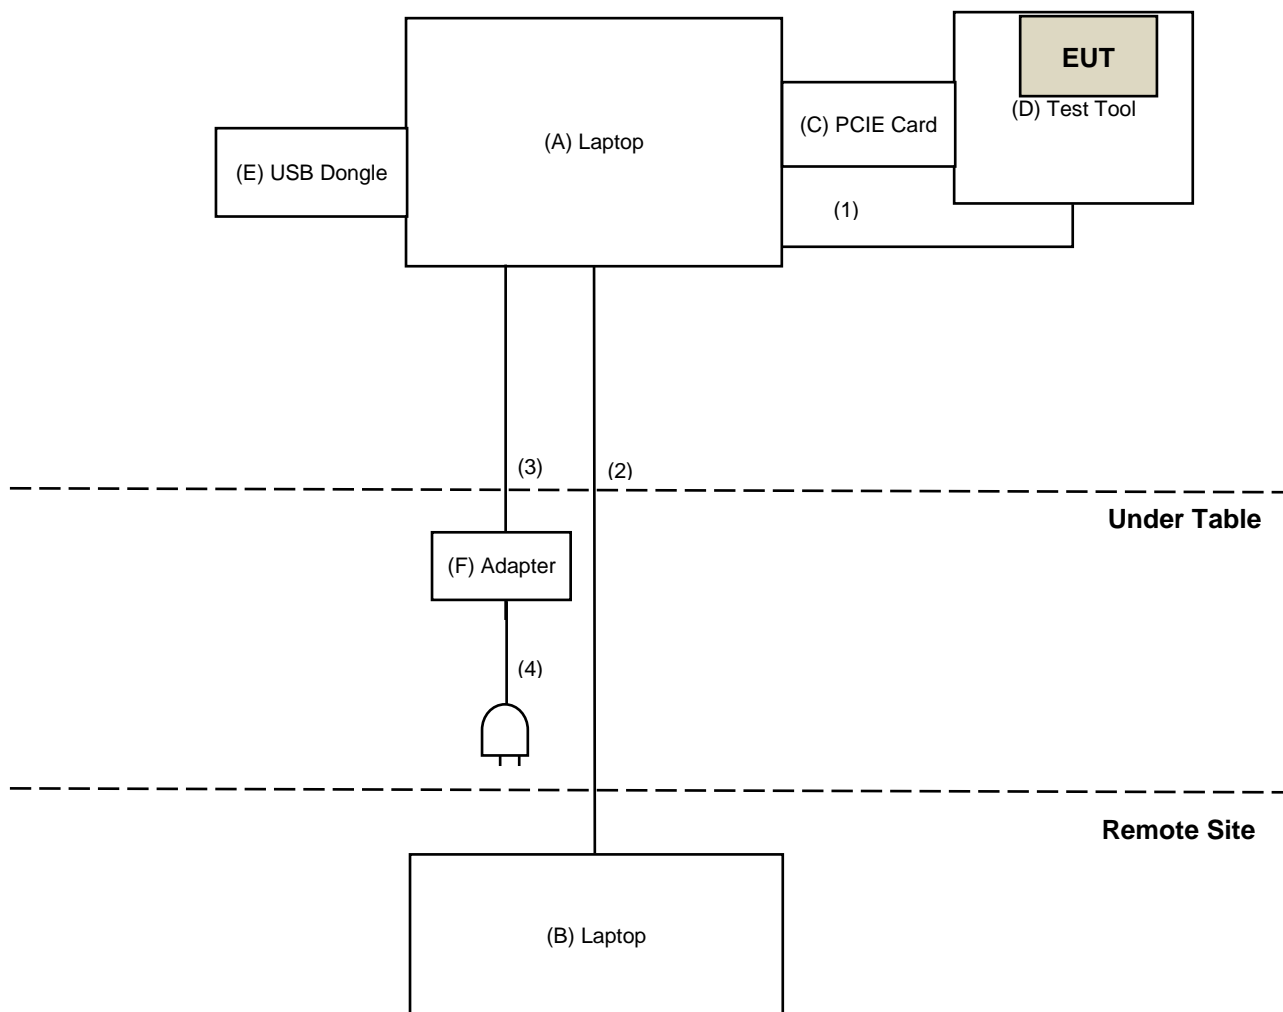 EUT
(D) Test Tool
(C) PCIE Card
(A) Laptop
(E) USB Dongle
(1)
(3)
(2)
Under Table
(F) Adapter
(4)
Remote Site
(B) Laptop